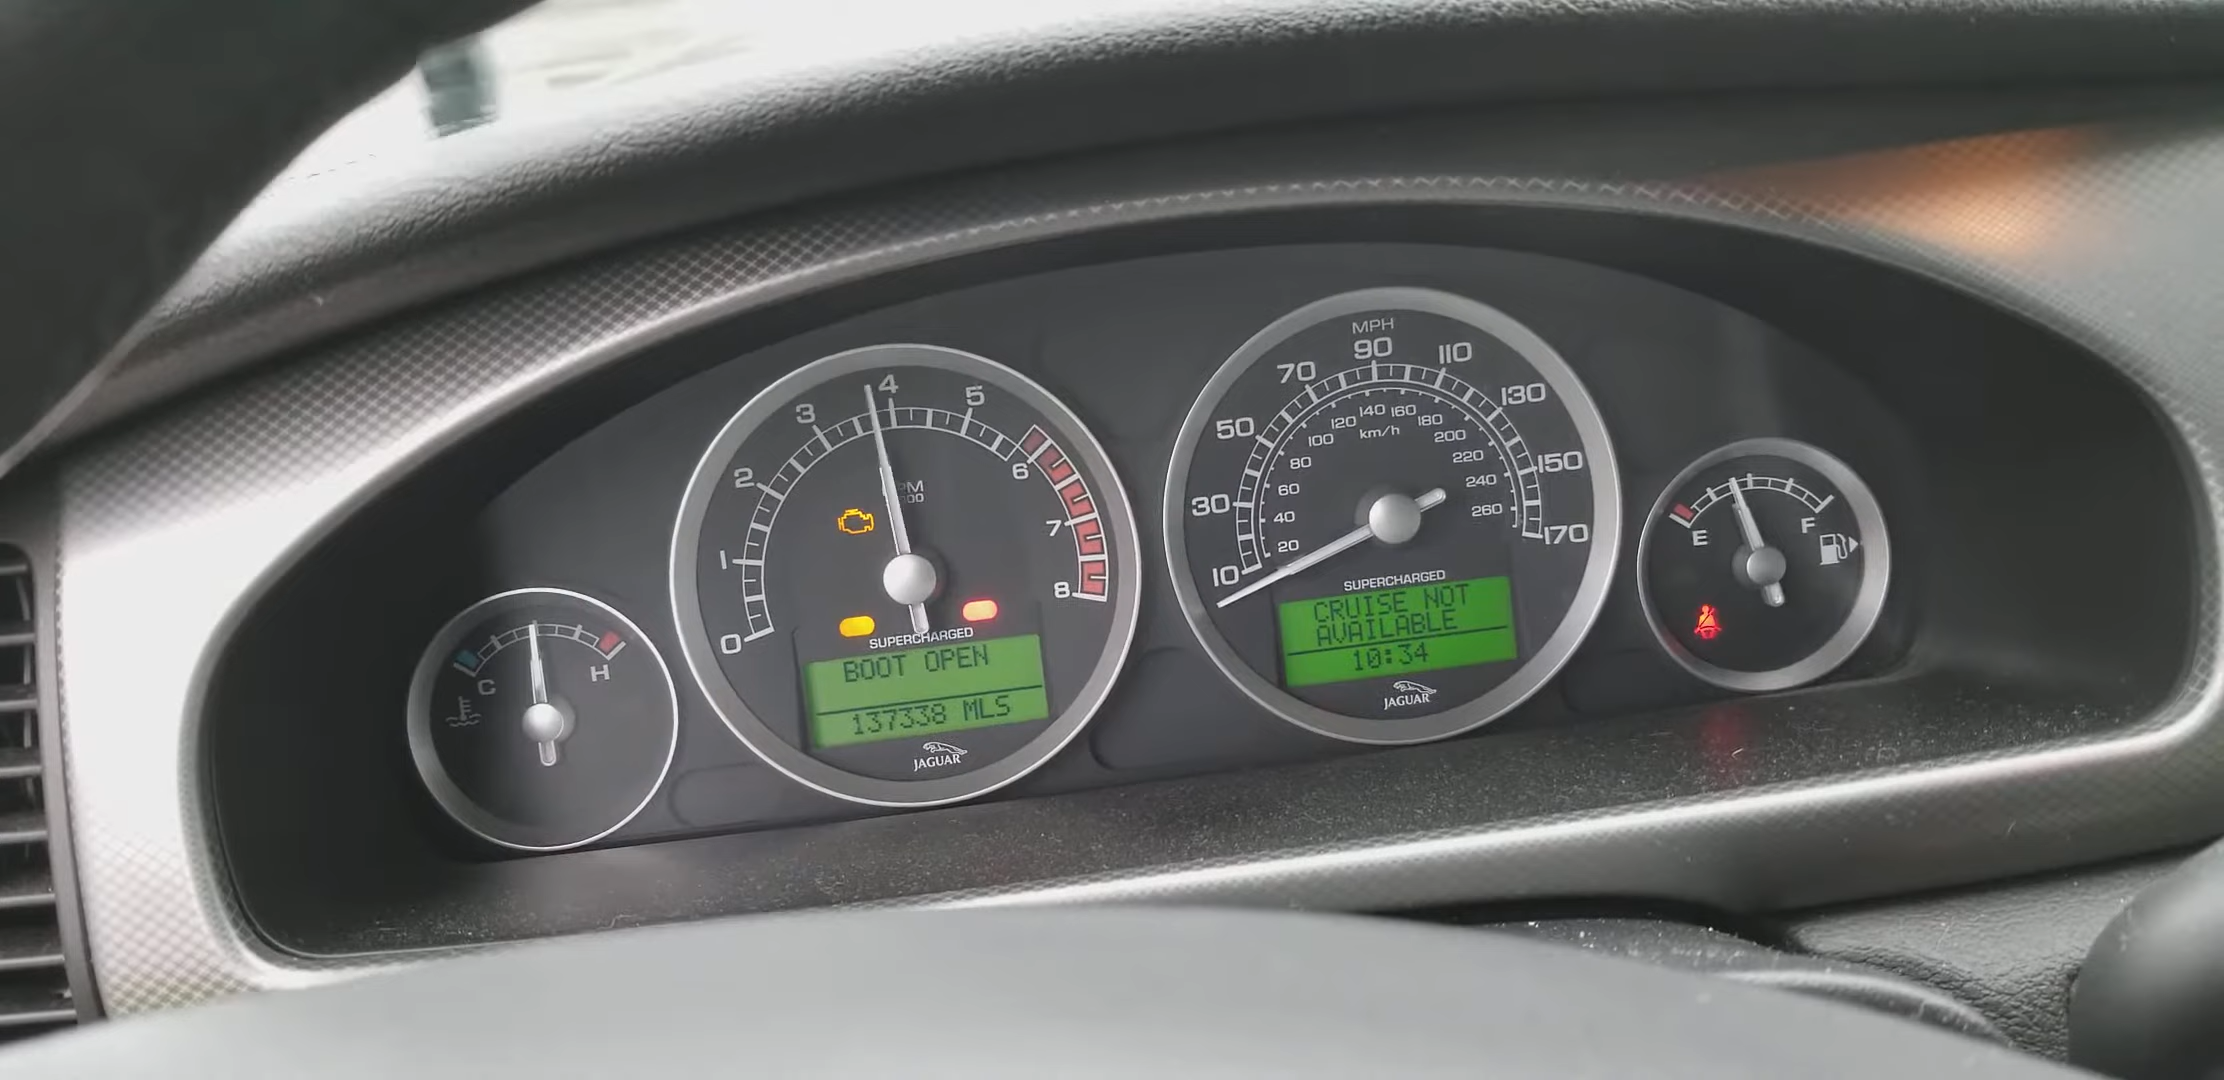 C
H
0
1
2
3
4
5
6
7
8
SUPERCHARGED
BOOT OPEN
137338 MLS
JAGUAR
MPH
10
30
50
70
90
110
130
150
170
km/h
20
40
60
80
100
120
140
160
180
200
220
240
260
SUPERCHARGED
CRUISE NOT
AVAILABLE
10:34
JAGUAR
E
F